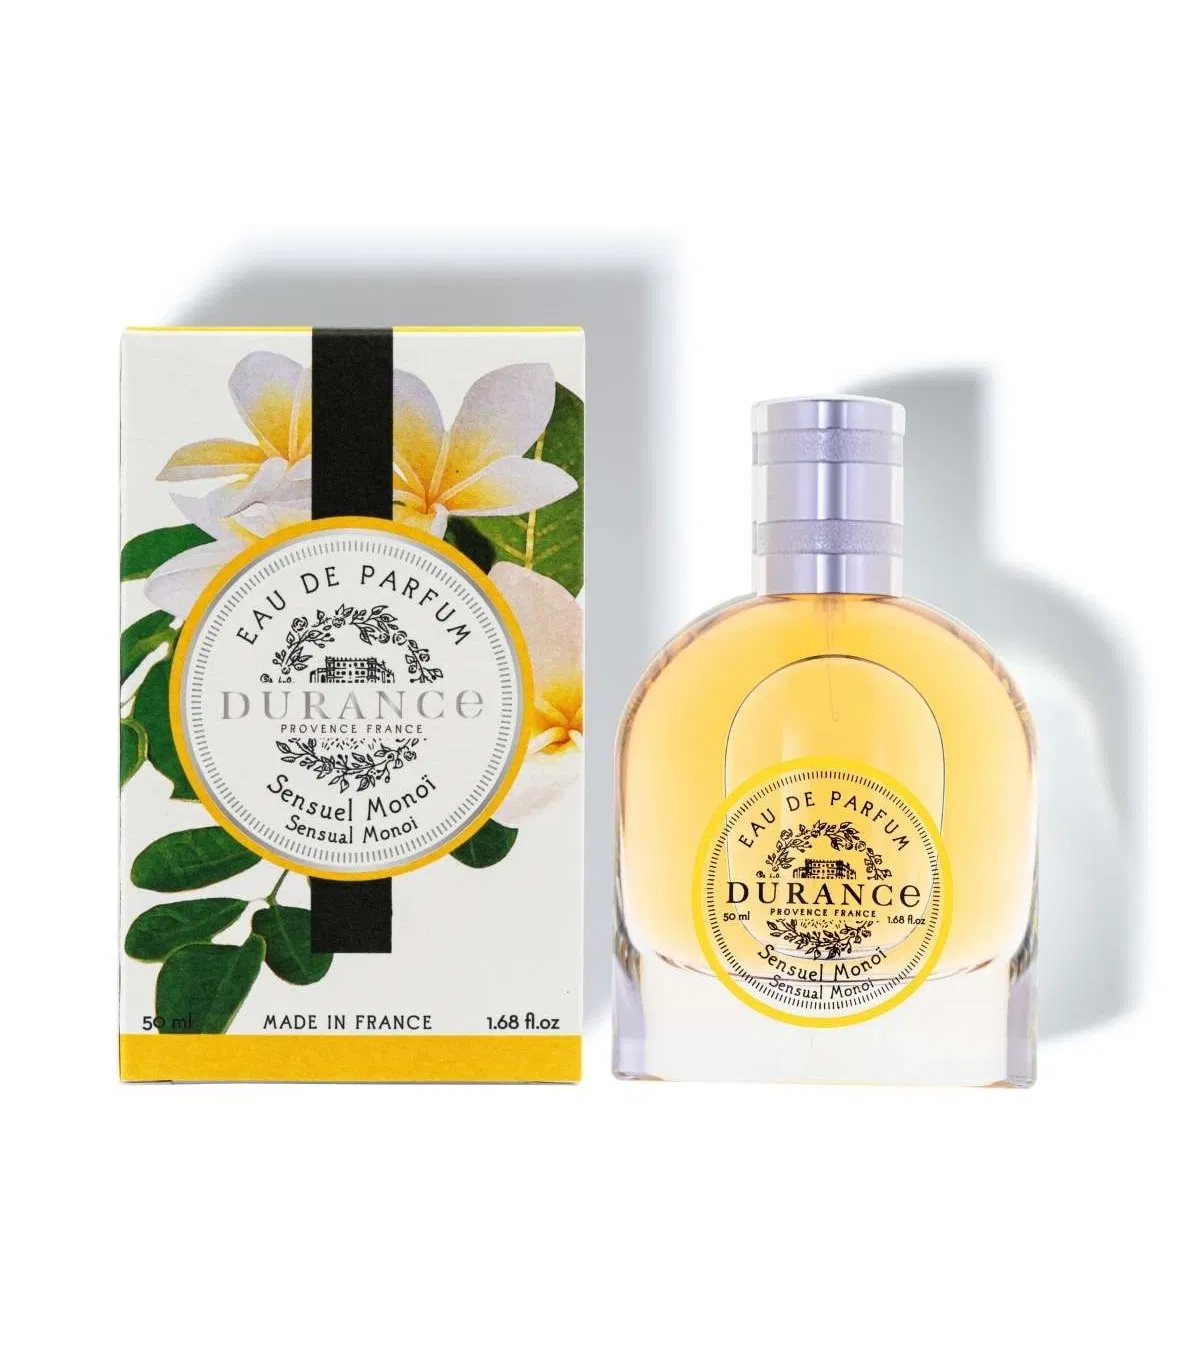 EAU DE PARFUM
DURANCE
PROVENCE FRANCE
Sensuel Monoï
Sensual Monoi
50 ml
MADE IN FRANCE
1.68 fl.oz
EAU DE PARFUM
DURANCE
PROVENCE FRANCE
50 ml
1.68 fl.oz
Sensuel Monoï
Sensual Monoi